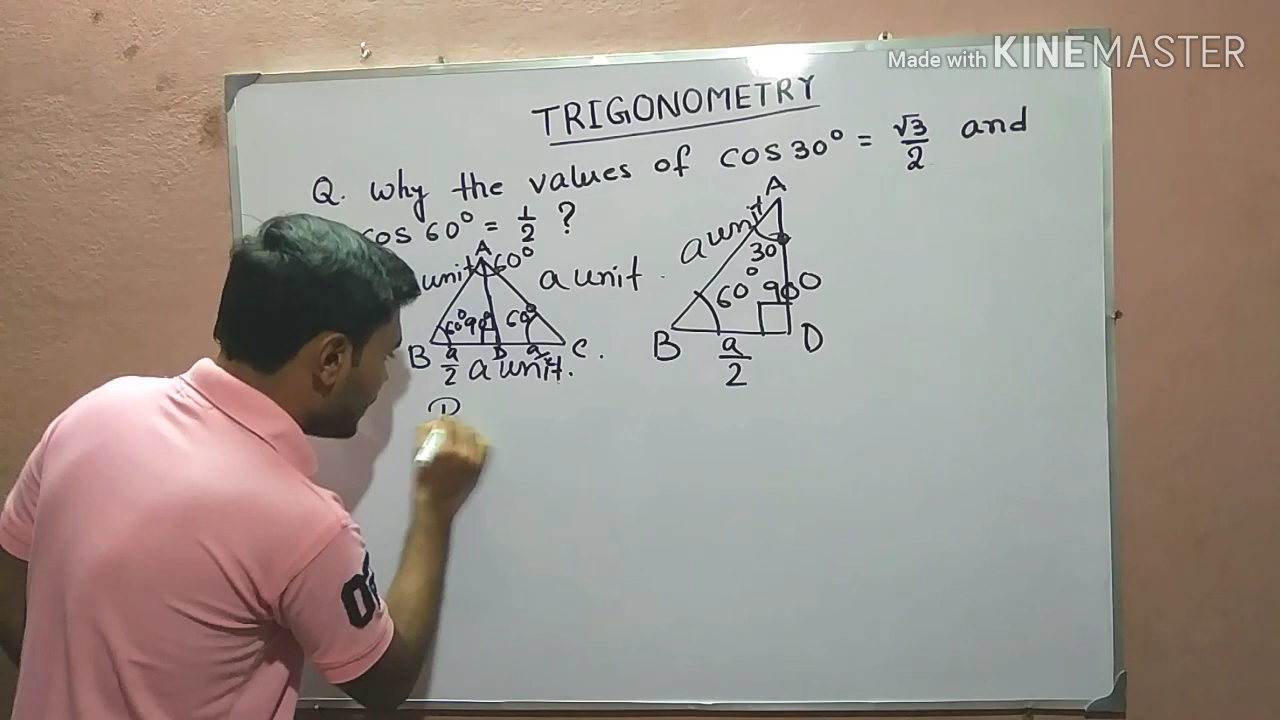 Made with KINEMASTER
TRIGONOMETRY
Q. Why the values of cos 30° = √3/2 and
cos 60° = 1/2 ?
A 60°
unit a unit.
60° 90° 60°
B a/2 D C.
a unit.
A
a unit
30°
60° 90°
B a/2 D